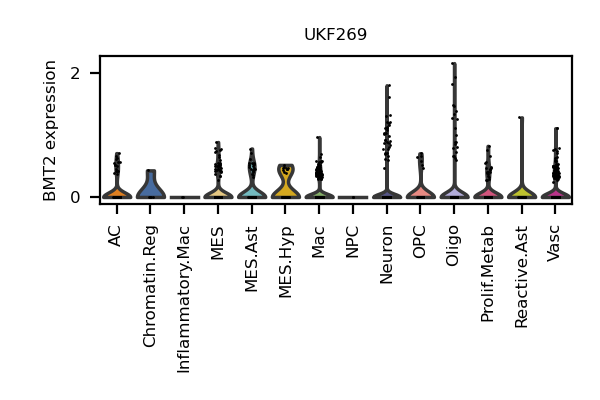 UKF269
BMT2 expression
2
0
AC
Chromatin.Reg
Inflammatory.Mac
MES
MES.Ast
MES.Hyp
Mac
NPC
Neuron
OPC
Oligo
Prolif.Metab
Reactive.Ast
Vasc